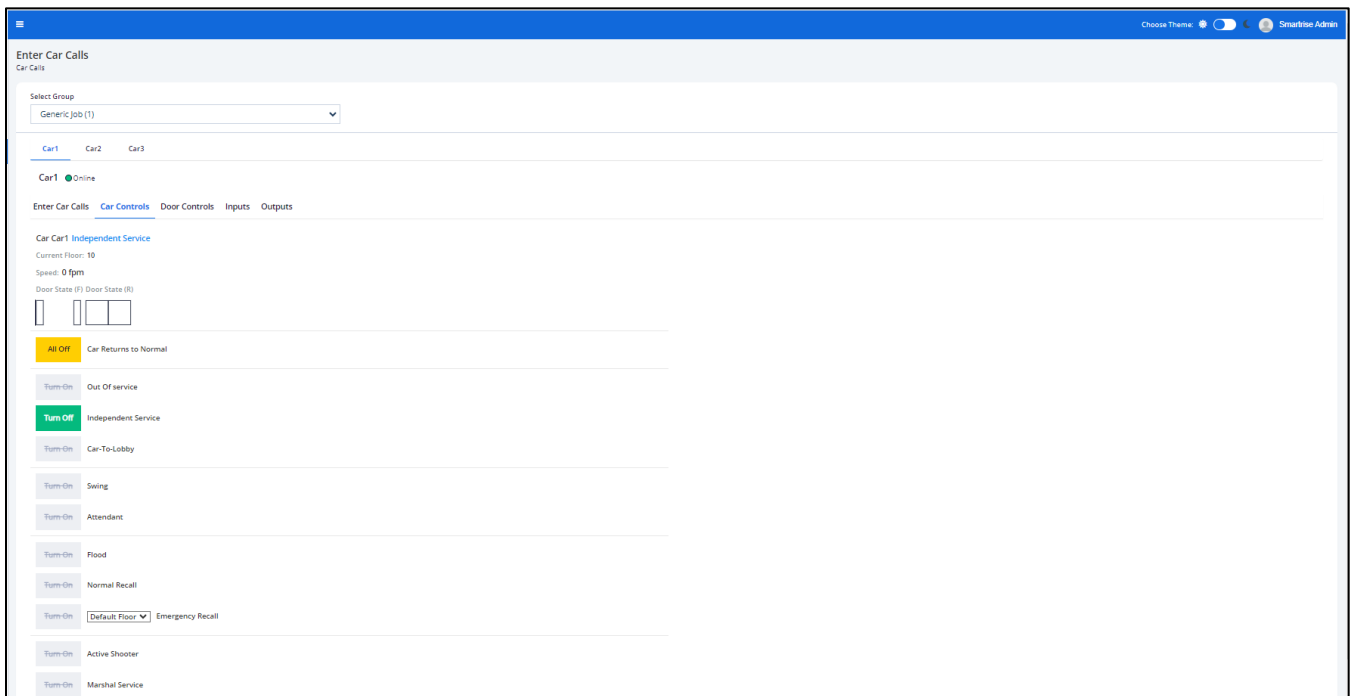 Choose Theme: Smartrise Admin
Enter Car Calls
Car Calls
Select Group
Generic Job (1)
Car1 Car2 Car3
Car1 Online
Enter Car Calls Car Controls Door Controls Inputs Outputs
Car Car1 Independent Service
Current Floor: 10
Speed: 0 fpm
Door State (F) Door State (R)
All Off Car Returns to Normal
Turn On Out Of service
Turn Off Independent Service
Turn On Car-To-Lobby
Turn On Swing
Turn On Attendant
Turn On Flood
Turn On Normal Recall
Turn On Default Floor Emergency Recall
Turn On Active Shooter
Turn On Marshal Service